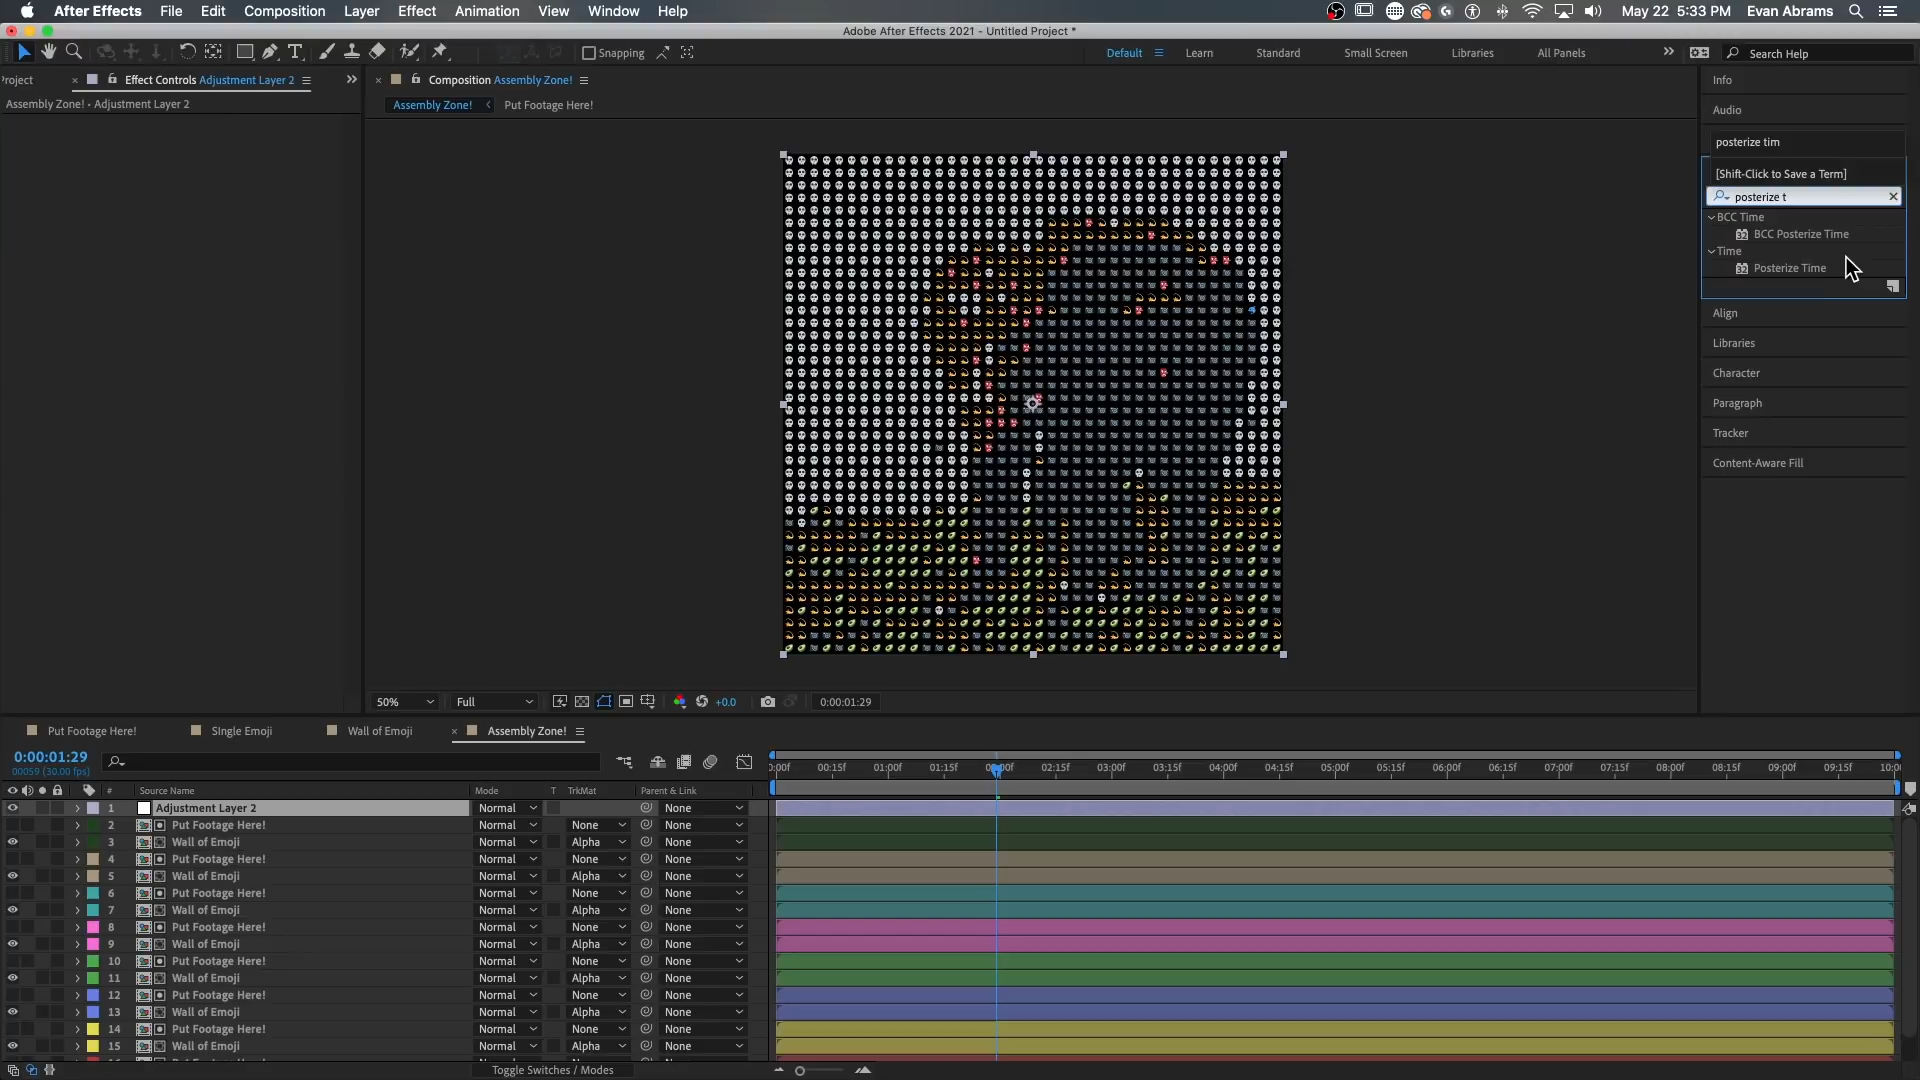 After Effects File Edit Composition Layer Effect Animation View Window Help May 22 5:33 PM Evan Abrams
Adobe After Effects 2021 - Untitled Project *
Snapping Default Learn Standard Small Screen Libraries All Panels Search Help
roject Effect Controls Adjustment Layer 2 Composition Assembly Zone! Info
Assembly Zone! • Adjustment Layer 2 Assembly Zone! Put Footage Here!
Audio
posterize tim
[Shift-Click to Save a Term]
posterize t
BCC Time
32 BCC Posterize Time
Time
32 Posterize Time
Align
Libraries
Character
Paragraph
Tracker
Content-Aware Fill
50% Full +0.0 0:00:01:29
Put Footage Here! SIngle Emoji Wall of Emoji Assembly Zone!
0:00:01:29
00059 (30.00 fps)
0:00f 00:15f 01:00f 01:15f 02:15f 03:00f 03:15f 04:00f 04:15f 05:00f 05:15f 06:00f 06:15f 07:00f 07:15f 08:00f 08:15f 09:00f 09:15f
# Source Name Mode T TrkMat Parent & Link
1 Adjustment Layer 2 Normal None
2 Put Footage Here! Normal None None
3 Wall of Emoji Normal Alpha None
4 Put Footage Here! Normal None None
5 Wall of Emoji Normal Alpha None
6 Put Footage Here! Normal None None
7 Wall of Emoji Normal Alpha None
8 Put Footage Here! Normal None None
9 Wall of Emoji Normal Alpha None
10 Put Footage Here! Normal None None
11 Wall of Emoji Normal Alpha None
12 Put Footage Here! Normal None None
13 Wall of Emoji Normal Alpha None
14 Put Footage Here! Normal None None
15 Wall of Emoji Normal Alpha None
Toggle Switches / Modes